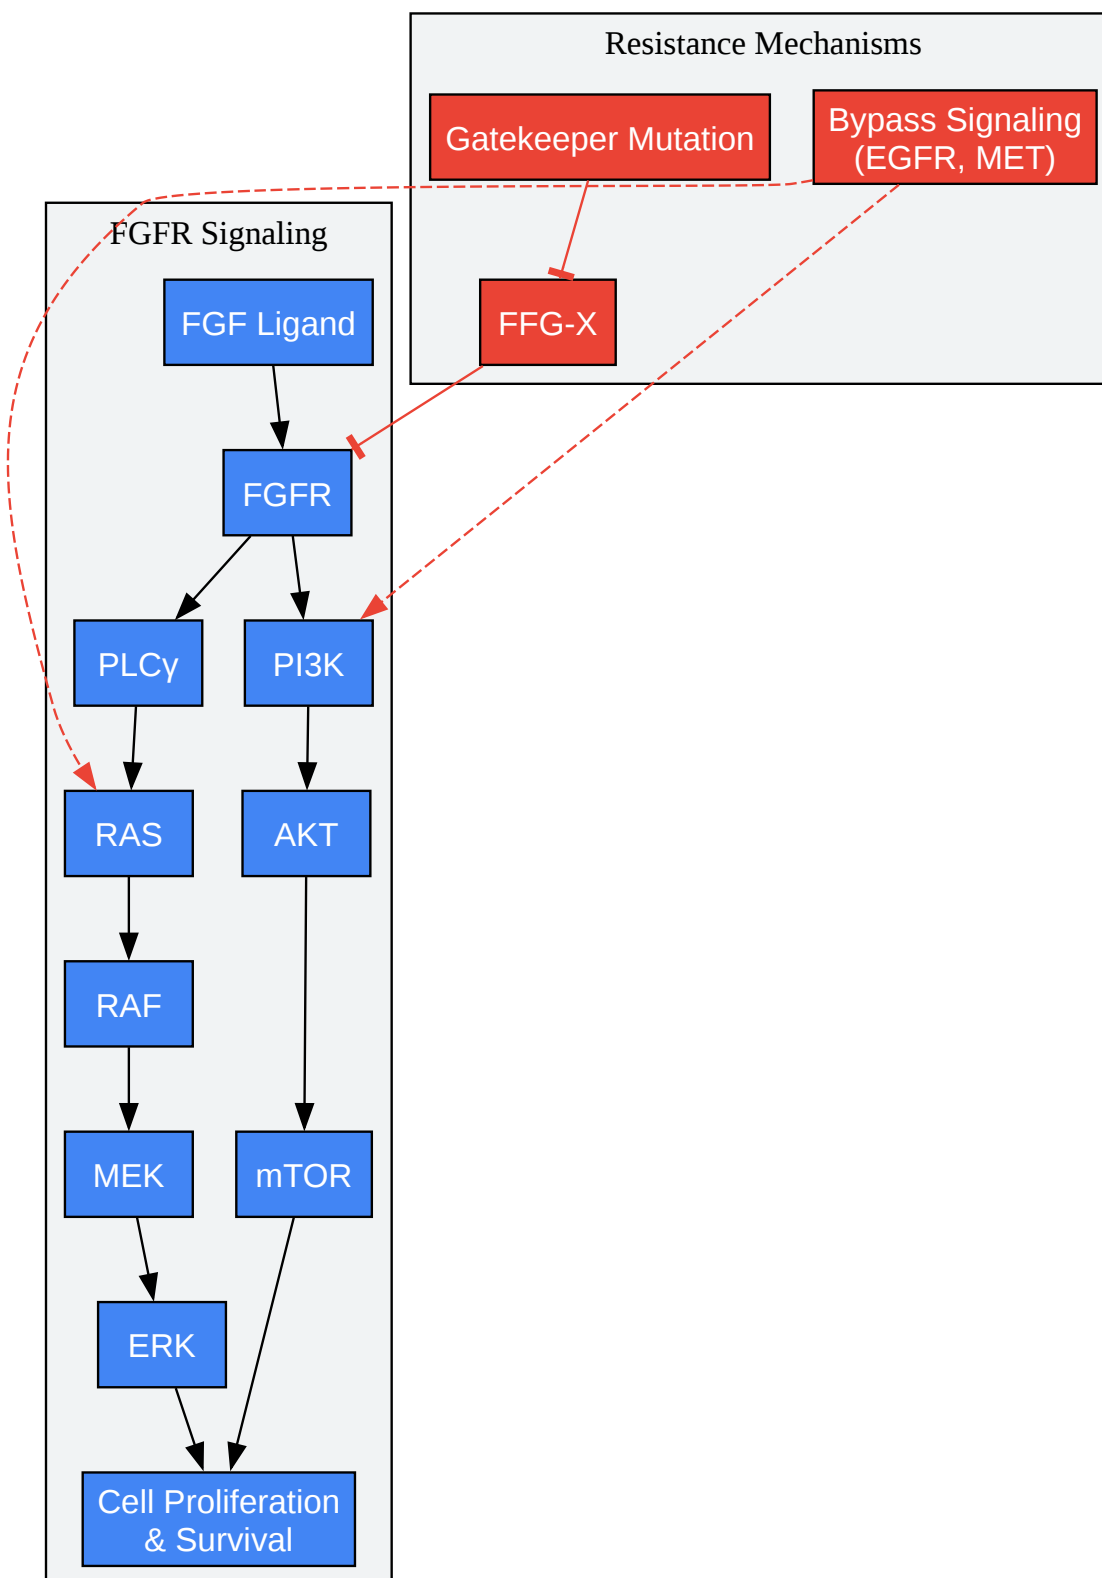 Resistance Mechanisms
Gatekeeper Mutation
Bypass Signaling
(EGFR, MET)
FGFR Signaling
FGF Ligand
FFG-X
FGFR
PLCγ
PI3K
RAS
AKT
RAF
MEK
mTOR
ERK
Cell Proliferation
& Survival